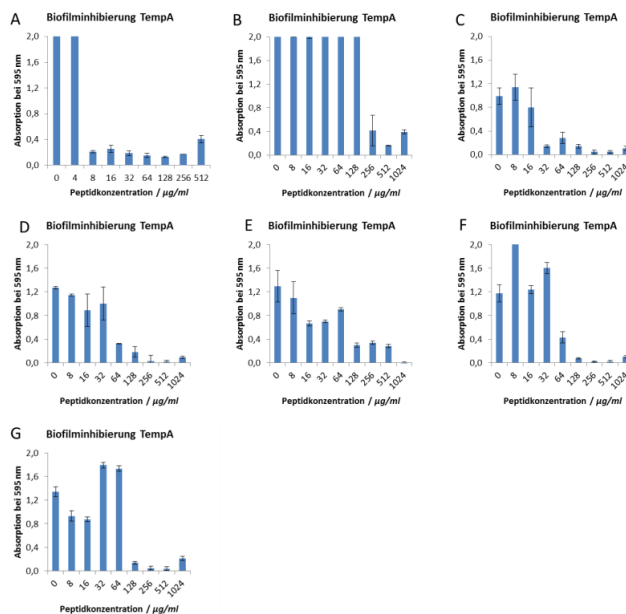 A Biofilminhibierung TempA
2,0
1,6
1,2
0,8
0,4
0,0
Absorption bei 595 nm
0 4 8 16 32 64 128 256 512
Peptidkonzentration / µg/ml
B Biofilminhibierung TempA
2,0
1,6
1,2
0,8
0,4
0,0
Absorption bei 595 nm
0 8 16 32 64 128 256 512 1024
Peptidkonzentration / µg/ml
C Biofilminhibierung TempA
2,0
1,6
1,2
0,8
0,4
0,0
Absorption bei 595 nm
0 8 16 32 64 128 256 512 1024
Peptidkonzentration / µg/ml
D Biofilminhibierung TempA
2,0
1,6
1,2
0,8
0,4
0,0
Absorption bei 595 nm
0 8 16 32 64 128 256 512 1024
Peptidkonzentration / µg/ml
E Biofilminhibierung TempA
2,0
1,6
1,2
0,8
0,4
0,0
Absorption bei 595 nm
0 8 16 32 64 128 256 512 1024
Peptidkonzentration / µg/ml
F Biofilminhibierung TempA
2,0
1,6
1,2
0,8
0,4
0,0
Absorption bei 595 nm
0 8 16 32 64 128 256 512 1024
Peptidkonzentration / µg/ml
G Biofilminhibierung TempA
2,0
1,6
1,2
0,8
0,4
0,0
Absorption bei 595 nm
0 8 16 32 64 128 256 512 1024
Peptidkonzentration / µg/ml